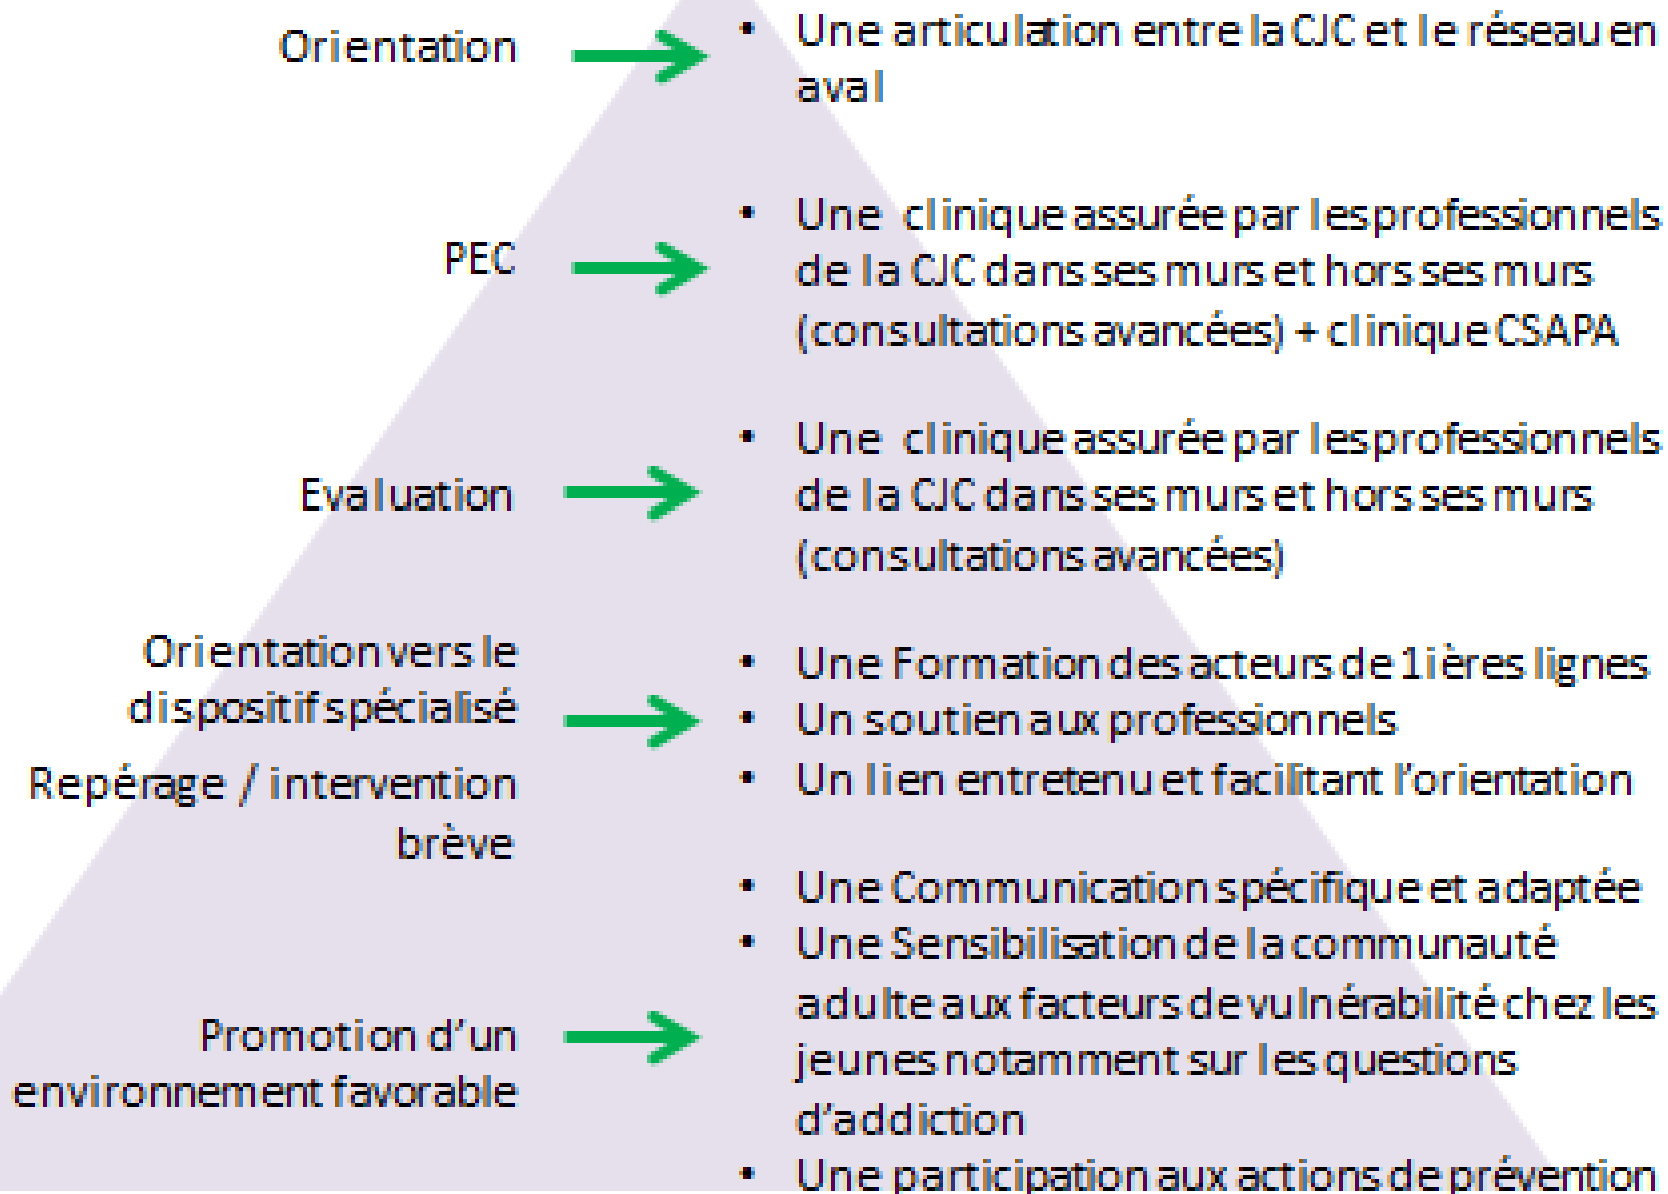 Orientation
• Une articulation entre la CJC et le réseau en
aval
PEC
• Une clinique assurée par les professionnels
de la CJC dans ses murs et hors ses murs
(consultations avancées) + clinique CSAPA
Evaluation
• Une clinique assurée par les professionnels
de la CJC dans ses murs et hors ses murs
(consultations avancées)
Orientation vers le
dispositif spécialisé
Repérage / intervention
brève
• Une Formation des acteurs de 1ières lignes
• Un soutien aux professionnels
• Un lien entretenu et facilitant l’orientation
Promotion d’un
environnement favorable
• Une Communication spécifique et adaptée
• Une Sensibilisation de la communauté
adulte aux facteurs de vulnérabilité chez les
jeunes notamment sur les questions
d’addiction
• Une participation aux actions de prévention